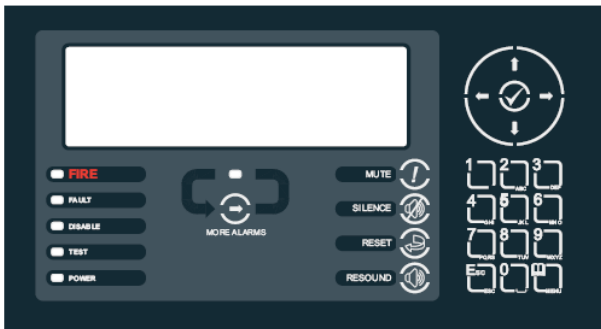 FIRE
FAULT
DISABLE
TEST
POWER
MORE ALARMS
MUTE
SILENCE
RESET
RESOUND
1 2 ABC 3 DEF
4 GHI 5 JKL 6 MNO
7 PQRS 8 TUV 9 WXYZ
ESC ESC 0 MENU